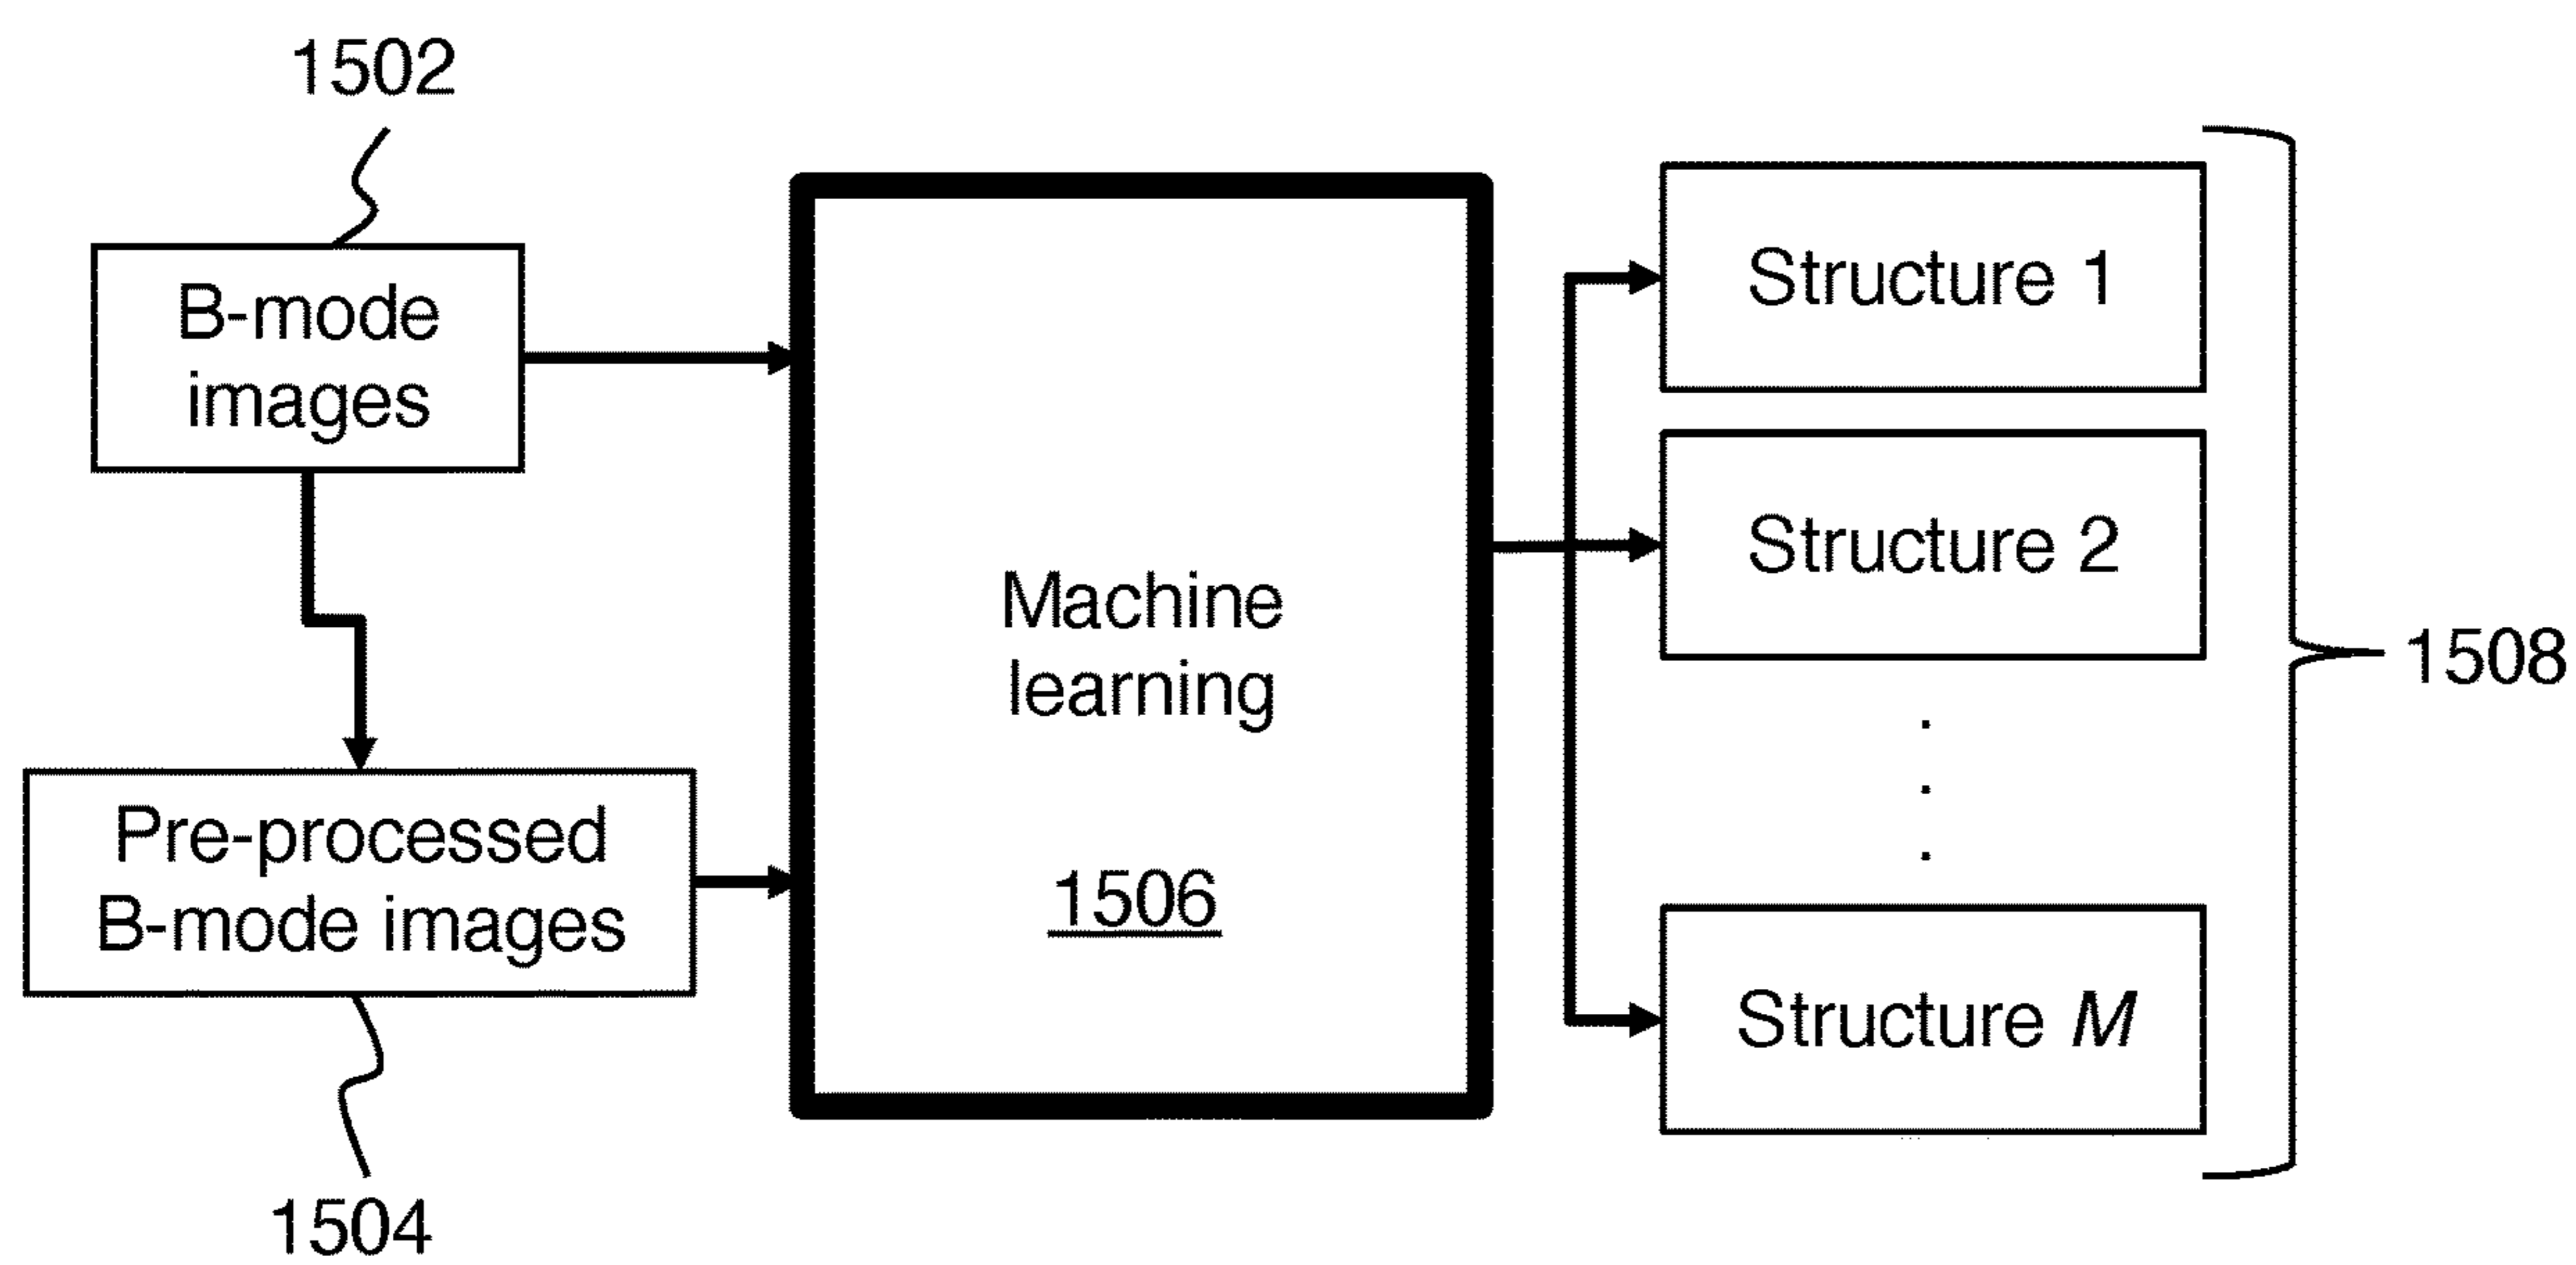 1502
B-mode
images
Pre-processed
B-mode images
1504
Machine
learning
1506
Structure 1
Structure 2
.
.
.
Structure M
1508